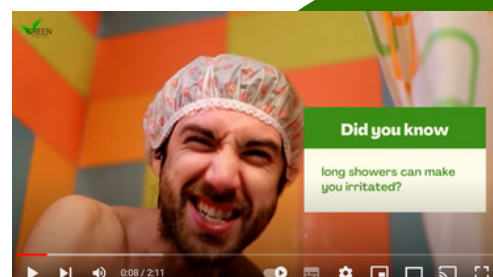 GREEN
Did you know
long showers can make
you irritated?
0:08 / 2:11